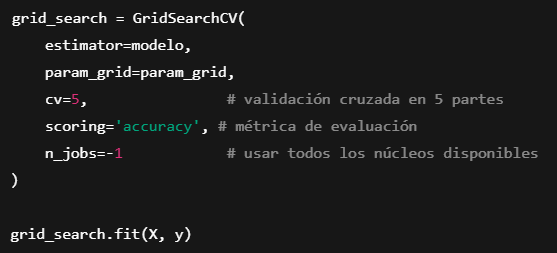 grid_search = GridSearchCV(
    estimator=modelo,
    param_grid=param_grid,
    cv=5,                # validación cruzada en 5 partes
    scoring='accuracy', # métrica de evaluación
    n_jobs=-1            # usar todos los núcleos disponibles
)
grid_search.fit(X, y)